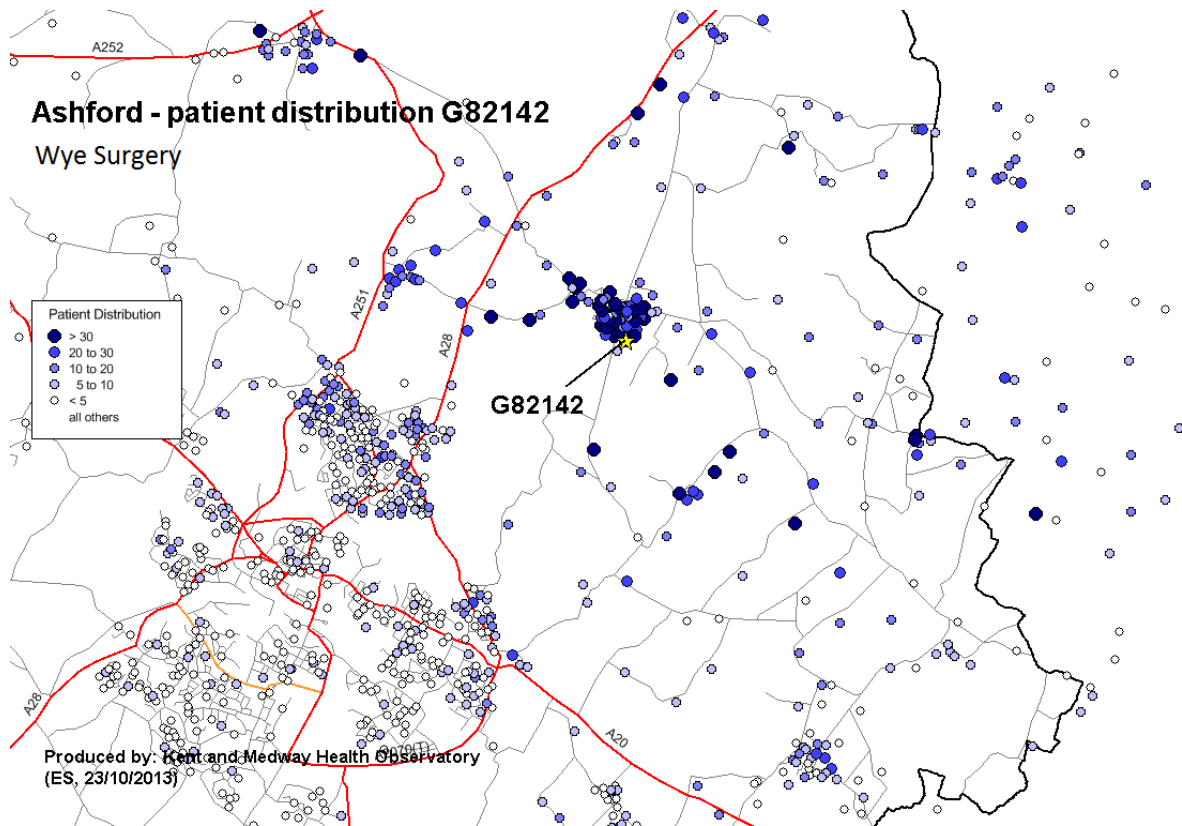 A252
Ashford - patient distribution G82142
Wye Surgery
A251
A28
Patient Distribution
> 30
20 to 30
10 to 20
5 to 10
< 5
all others
G82142
A28
A20
Produced by: Kent and Medway Health Observatory
(ES, 23/10/2013)